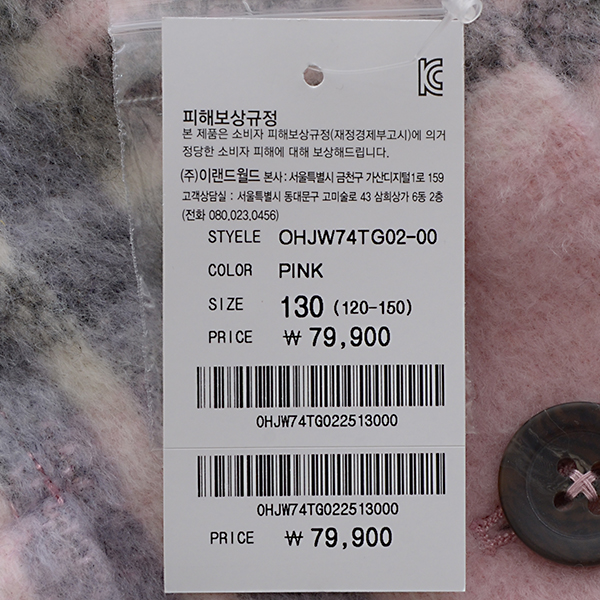 피해보상규정
본 제품은 소비자 피해보상규정(재정경제부고시)에 의거
정당한 소비자 피해에 대해 보상해드립니다.
(주)이랜드월드 본사 : 서울특별시 금천구 가산디지털1로 159
고객상담실 : 서울특별시 동대문구 고미술로 43 삼희상가 6동 2층
(전화 080,023,0456)
STYELE OHJW74TG02-00
COLOR PINK
SIZE 130 (120-150)
PRICE ₩ 79,900
OHJW74TG022513000
OHJW74TG022513000
PRICE ₩ 79,900